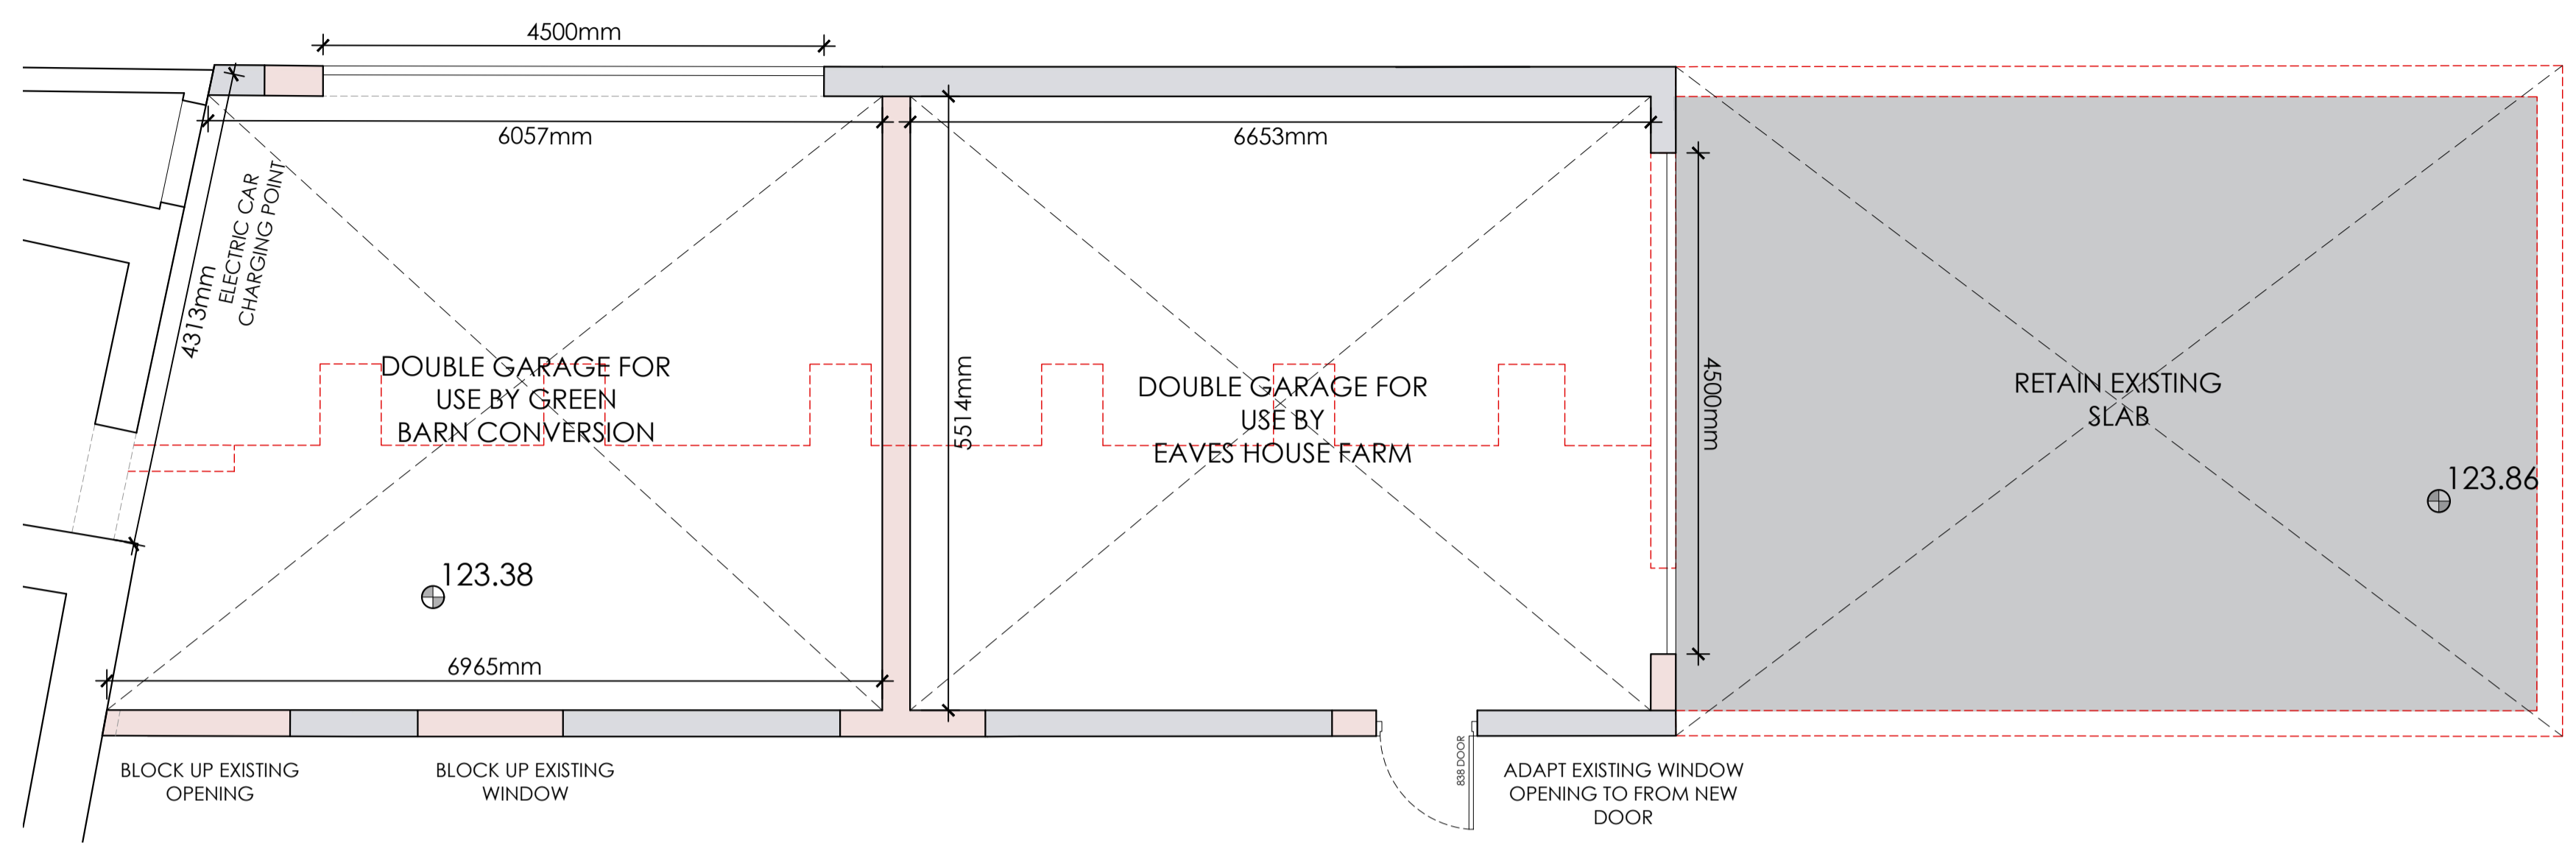 4500mm
6057mm
6653mm
ELECTRIC CAR
CHARGING POINT
4313mm
DOUBLE GARAGE FOR
USE BY GREEN
BARN CONVERSION
5514mm
DOUBLE GARAGE FOR
USE BY
EAVES HOUSE FARM
4500mm
RETAIN EXISTING
SLAB
123.86
123.38
6965mm
BLOCK UP EXISTING
OPENING
BLOCK UP EXISTING
WINDOW
838 DOOR
ADAPT EXISTING WINDOW
OPENING TO FROM NEW
DOOR